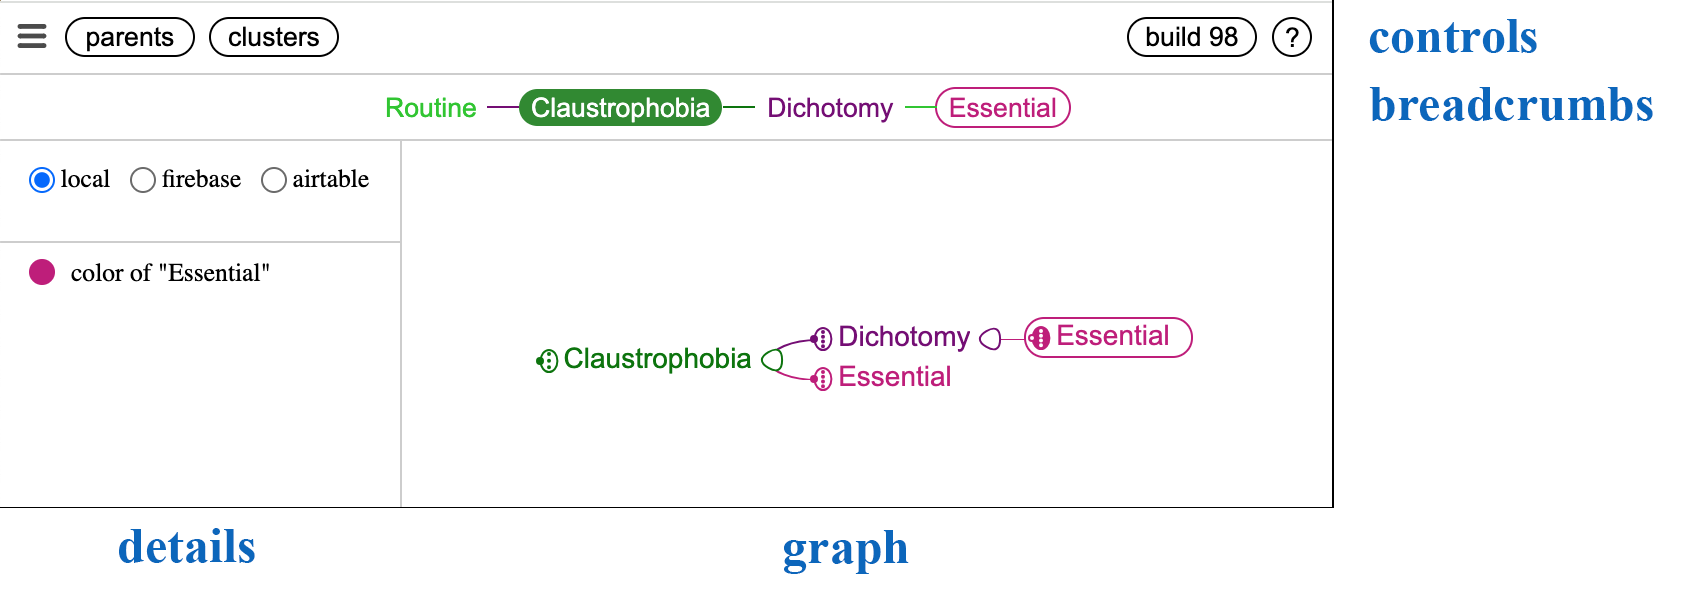 parents clusters build 98 ? controls
Routine Claustrophobia Dichotomy Essential breadcrumbs
local firebase airtable
color of "Essential"
Dichotomy Essential
Claustrophobia
Essential
details graph